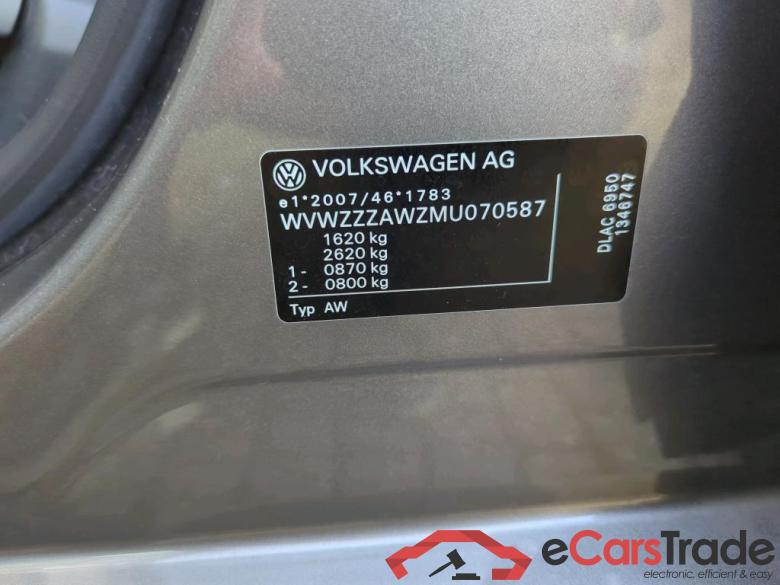 VOLKSWAGEN AG
e1*2007/46*1783
WVWZZZAWZMU070587
1620 kg
2620 kg
1- 0870 kg
2- 0800 kg
Typ AW
DLAC 6950
1346747
eCarsTrade
electronic, efficient & easy